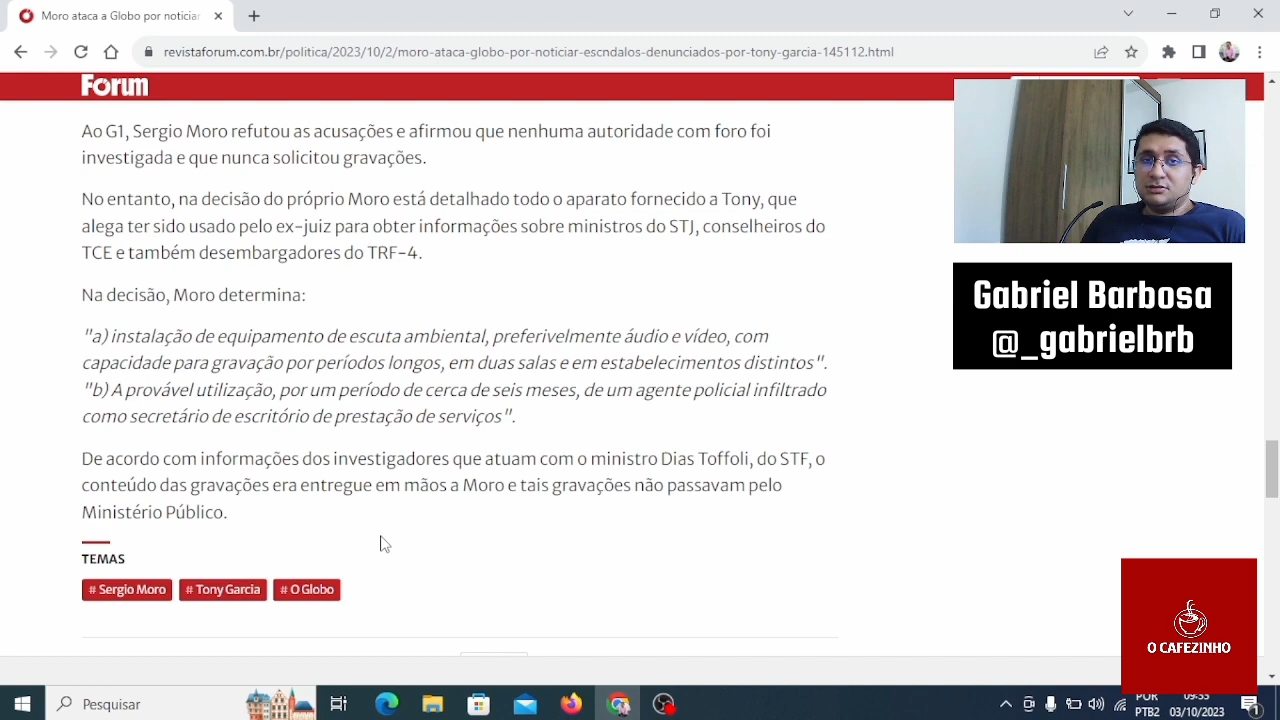 Moro ataca a Globo por noticiar
revistaforum.com.br/politica/2023/10/2/moro-ataca-globo-por-noticiar-escndalos-denunciados-por-tony-garcia-145112.html
Forum
Ao G1, Sergio Moro refutou as acusações e afirmou que nenhuma autoridade com foro foi
investigada e que nunca solicitou gravações.
No entanto, na decisão do próprio Moro está detalhado todo o aparato fornecido a Tony, que
alega ter sido usado pelo ex-juiz para obter informações sobre ministros do STJ, conselheiros do
TCE e também desembargadores do TRF-4.
Na decisão, Moro determina:
"a) instalação de equipamento de escuta ambiental, preferivelmente áudio e vídeo, com
capacidade para gravação por períodos longos, em duas salas e em estabelecimentos distintos".
"b) A provável utilização, por um período de cerca de seis meses, de um agente policial infiltrado
como secretário de escritório de prestação de serviços".
De acordo com informações dos investigadores que atuam com o ministro Dias Toffoli, do STF, o
conteúdo das gravações era entregue em mãos a Moro e tais gravações não passavam pelo
Ministério Público.
TEMAS
# Sergio Moro # Tony Garcia # O Globo
Gabriel Barbosa
@_gabrielbrb
O CAFEZINHO
Pesquisar
POR
PTB2
09:35
03/10/2023
1